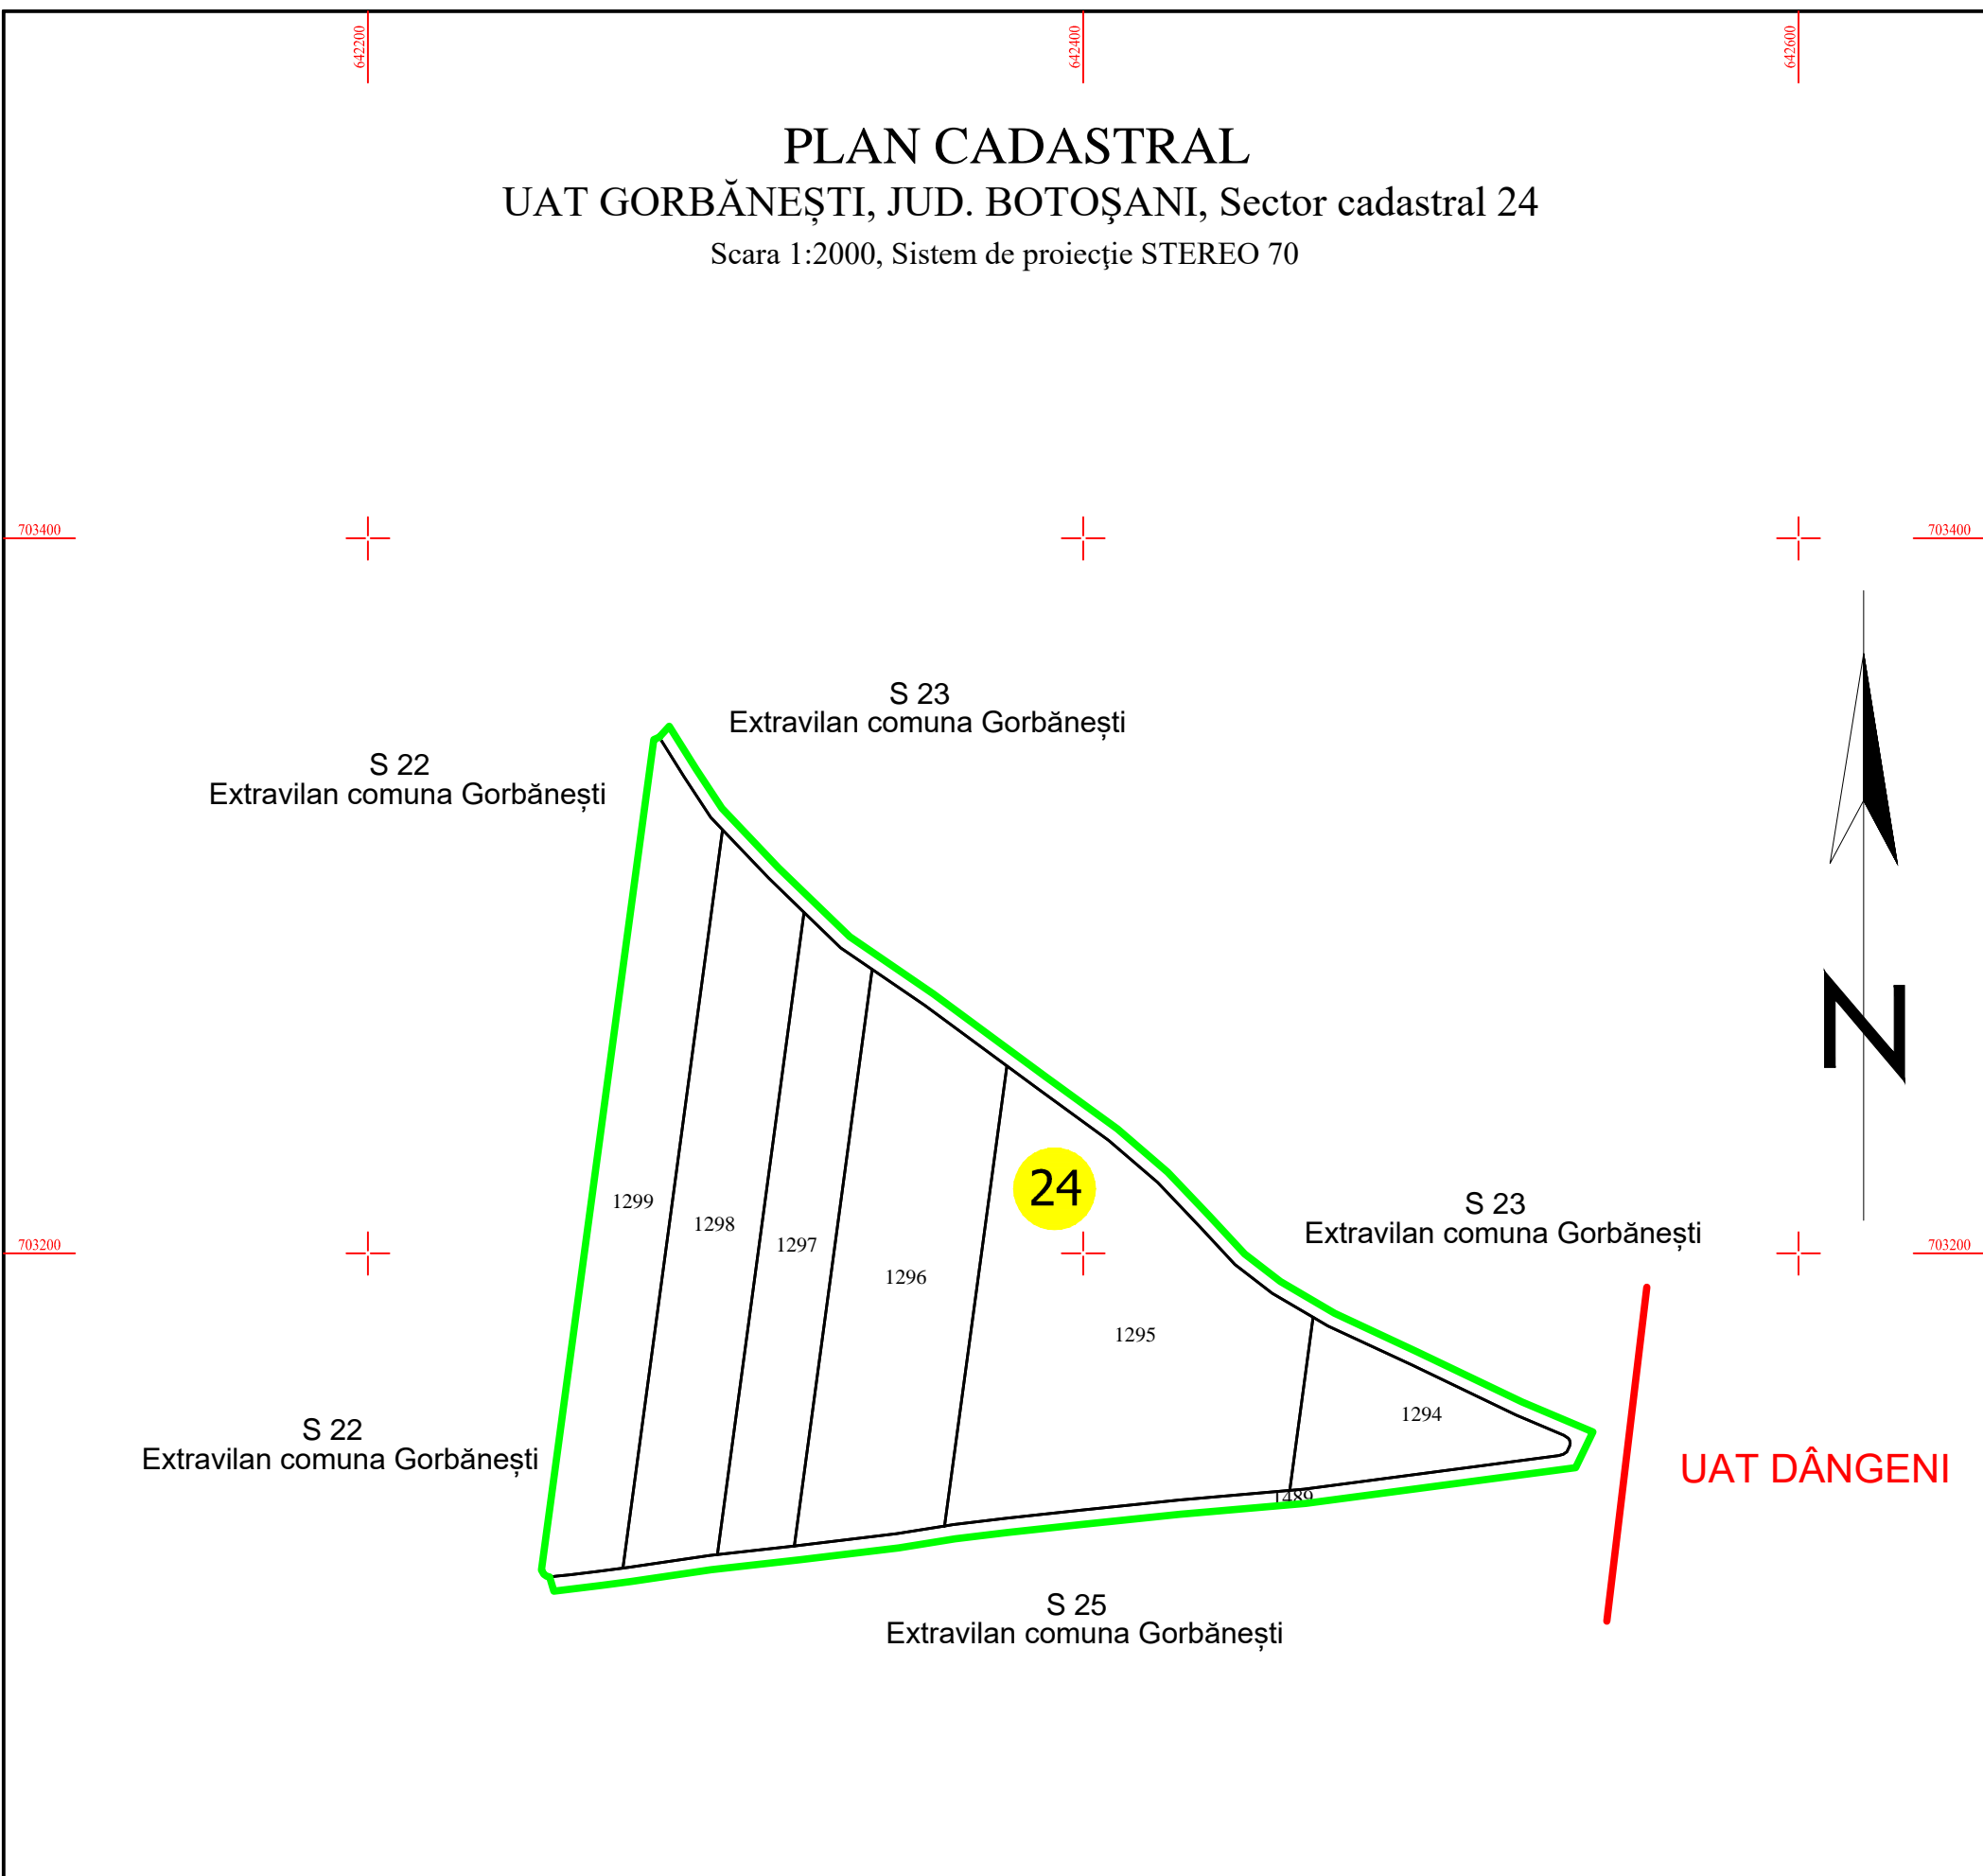 642200
642400
642600
PLAN CADASTRAL
UAT GORBĂNEȘTI, JUD. BOTOŞANI, Sector cadastral 24
Scara 1:2000, Sistem de proiecţie STEREO 70
703400
703400
S 23
Extravilan comuna Gorbănești
S 22
Extravilan comuna Gorbănești
N
24
1299
1298
1297
1296
1295
1294
1489
S 23
Extravilan comuna Gorbănești
703200
703200
S 22
Extravilan comuna Gorbănești
UAT DÂNGENI
S 25
Extravilan comuna Gorbănești